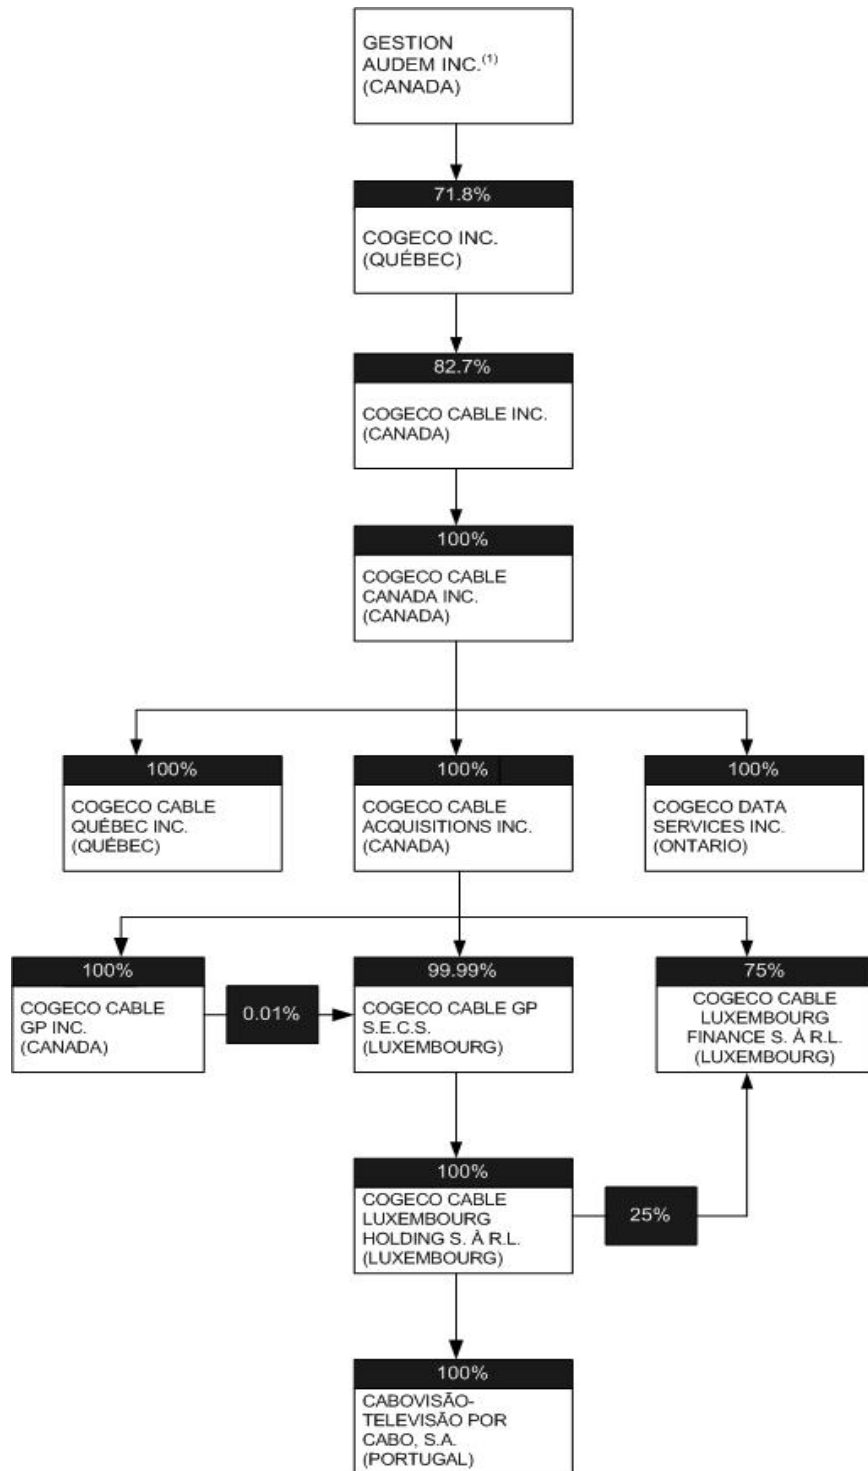 GESTION
AUDEM INC.(1)
(CANADA)
71.8%
COGECO INC.
(QUÉBEC)
82.7%
COGECO CABLE INC.
(CANADA)
100%
COGECO CABLE
CANADA INC.
(CANADA)
100%
COGECO CABLE
QUÉBEC INC.
(QUÉBEC)
100%
COGECO CABLE
ACQUISITIONS INC.
(CANADA)
100%
COGECO DATA
SERVICES INC.
(ONTARIO)
100%
COGECO CABLE
GP INC.
(CANADA)
0.01%
99.99%
COGECO CABLE GP
S.E.C.S.
(LUXEMBOURG)
75%
COGECO CABLE
LUXEMBOURG
FINANCE S. À R.L.
(LUXEMBOURG)
100%
COGECO CABLE
LUXEMBOURG
HOLDING S. À R.L.
(LUXEMBOURG)
25%
100%
CABOVISÃO-
TELEVISÃO POR
CABO, S.A.
(PORTUGAL)